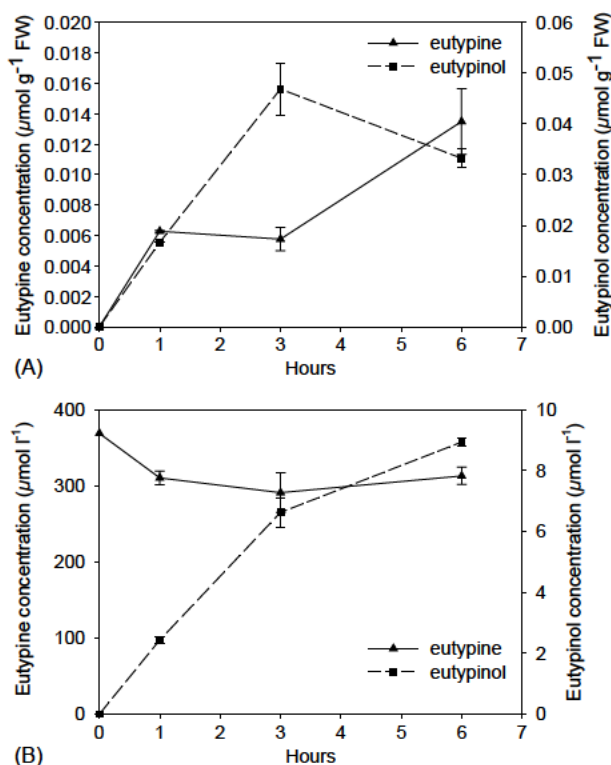 Eutypine concentration (µmol g⁻¹ FW)
0.020
0.018
0.016
0.014
0.012
0.010
0.008
0.006
0.004
0.002
0.000
eutypine
eutypinol
0.06
0.05
0.04
0.03
0.02
0.01
0.00
Eutypinol concentration (µmol g⁻¹ FW)
0 1 2 3 4 5 6 7
Hours
(A)
Eutypine concentration (µmol l⁻¹)
400
300
200
100
0
eutypine
eutypinol
10
8
6
4
2
0
Eutypinol concentration (µmol l⁻¹)
0 1 2 3 4 5 6 7
Hours
(B)